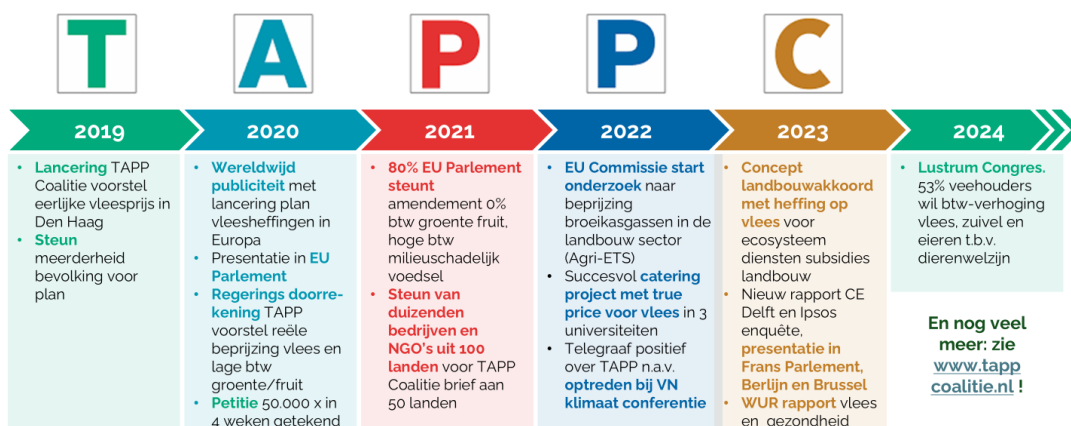 T A P P C
2019
2020
2021
2022
2023
2024
• Lancering TAPP
Coalitie voorstel
eerlijke vleesprijs in
Den Haag
• Steun
meerderheid
bevolking voor
plan
• Wereldwijd
publiciteit met
lancering plan
vleesheffingen in
Europa
• Presentatie in EU
Parlement
• Regerings doorre-
kening TAPP
voorstel reële
beprijzing vlees en
lage btw
groente/fruit
• Petitie 50.000 x in
4 weken getekend
• 80% EU Parlement
steunt
amendement 0%
btw groente fruit,
hoge btw
milieuschadelijk
voedsel
• Steun van
duizenden
bedrijven en
NGO's uit 100
landen voor TAPP
Coalitie brief aan
50 landen
• EU Commissie start
onderzoek naar
beprijzing
broeikasgassen in de
landbouw sector
(Agri-ETS)
• Succesvol catering
project met true
price voor vlees in 3
universiteiten
• Telegraaf positief
over TAPP n.a.v.
optreden bij VN
klimaat conferentie
• Concept
landbouwakkoord
met heffing op
vlees voor
ecosysteem
diensten subsidies
landbouw
• Nieuw rapport CE
Delft en Ipsos
enquête,
presentatie in
Frans Parlement,
Berlijn en Brussel
• WUR rapport vlees
en gezondheid
• Lustrum Congres.
53% veehouders
wil btw-verhoging
vlees, zuivel en
eieren t.b.v.
dierenwelzijn
En nog veel
meer: zie
www.tapp
coalitie.nl !